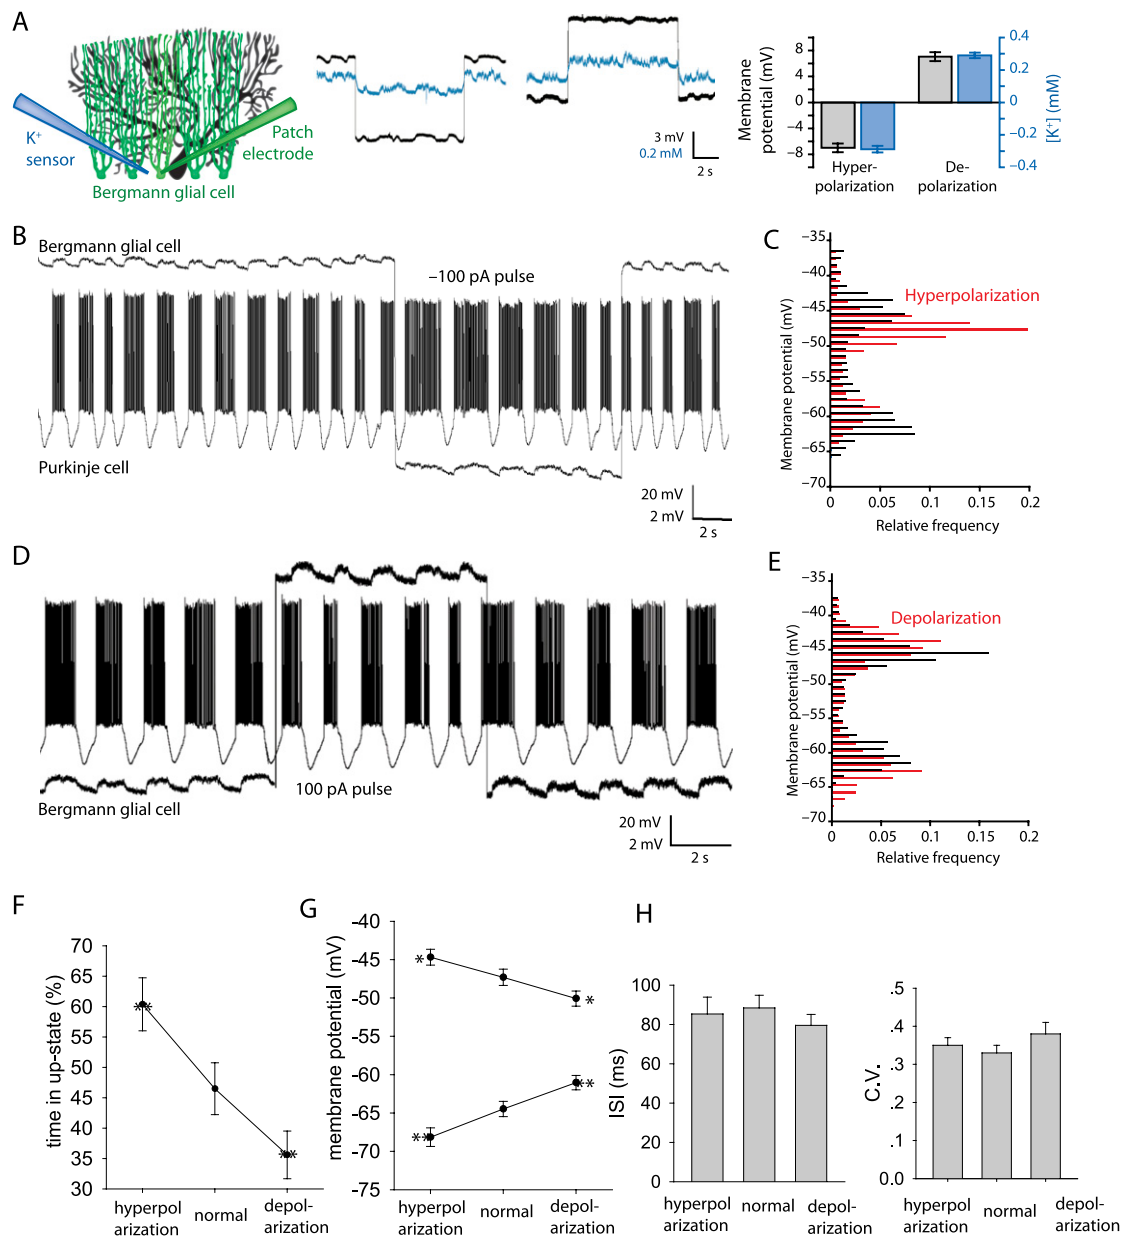 A
K+
sensor
Patch
electrode
Bergmann glial cell
3 mV
0.2 mM
2 s
Membrane
potential (mV)
8
4
0
−4
−8
0.4
0.2
0
−0.2
−0.4
[K+] (mM)
Hyper-
polarization
De-
polarization
B
Bergmann glial cell
−100 pA pulse
Purkinje cell
20 mV
2 mV
2 s
C
−35
−40
−45
−50
−55
−60
−65
−70
Membrane potential (mV)
Hyperpolarization
0
0.05
0.1
0.15
0.2
Relative frequency
D
Bergmann glial cell
100 pA pulse
20 mV
2 mV
2 s
E
−35
−40
−45
−50
−55
−60
−65
−70
Membrane potential (mV)
Depolarization
0
0.05
0.1
0.15
0.2
Relative frequency
F
time in up-state (%)
70
65
60
55
50
45
40
35
30
**
**
hyperpol
arization
normal
depol-
arization
G
membrane potential (mV)
-40
-45
-50
-55
-60
-65
-70
-75
*
*
**
**
hyperpol
arization
normal
depol-
arization
H
ISI (ms)
100
80
60
40
20
0
hyperpol
arization
normal
depol-
arization
C.V.
.5
.4
.3
.2
.1
0.0
hyperpol
arization
normal
depol-
arization